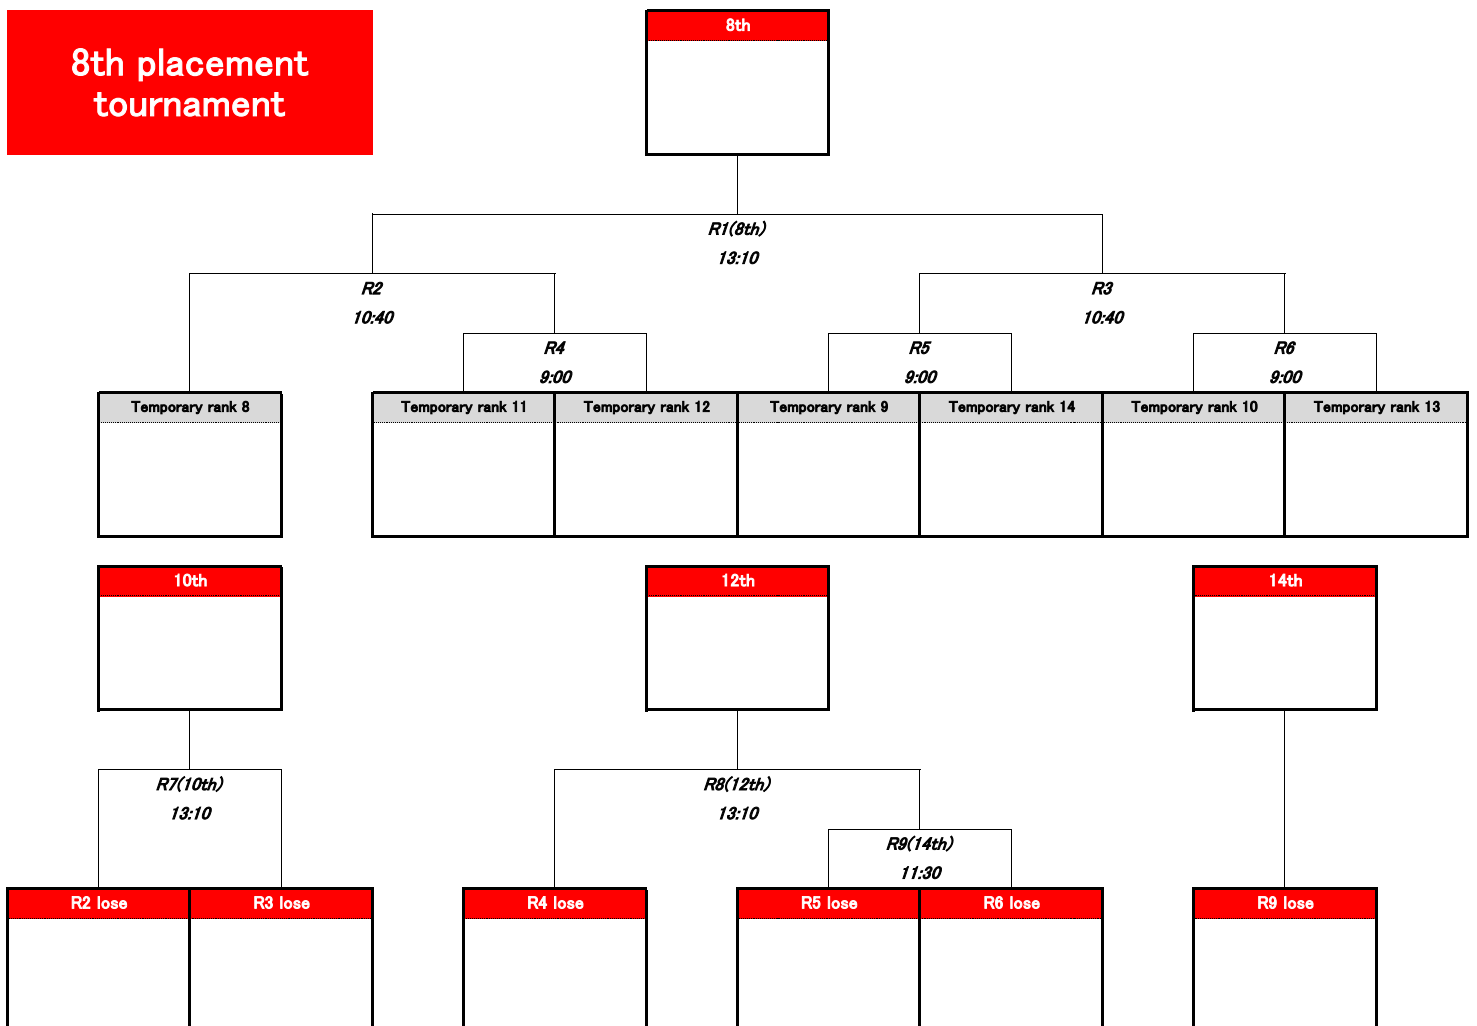 8th placement
tournament
8th
R1(8th)
13:10
R2
10:40
R3
10:40
R4
9:00
R5
9:00
R6
9:00
Temporary rank 8
Temporary rank 11
Temporary rank 12
Temporary rank 9
Temporary rank 14
Temporary rank 10
Temporary rank 13
10th
12th
14th
R7(10th)
13:10
R8(12th)
13:10
R9(14th)
11:30
R2 lose
R3 lose
R4 lose
R5 lose
R6 lose
R9 lose